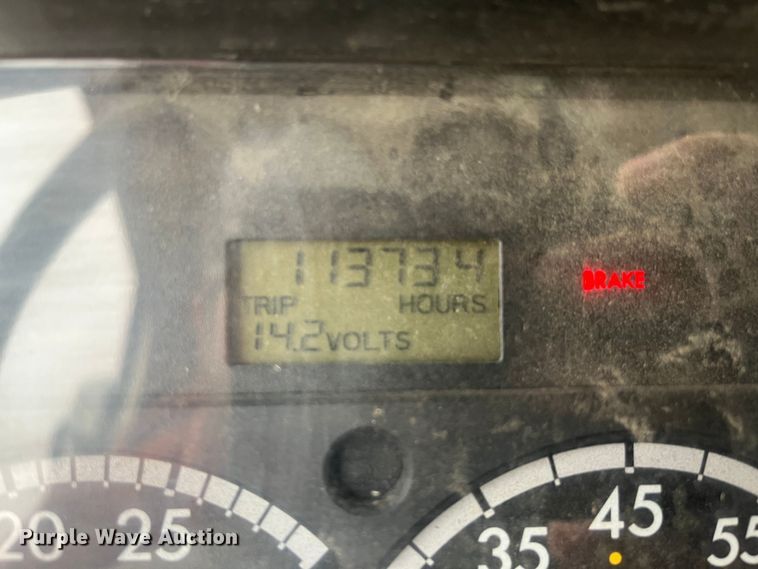 113734
TRIP HOURS
14.2 VOLTS
BRAKE
20 25
35 45 55
Purple Wave Auction